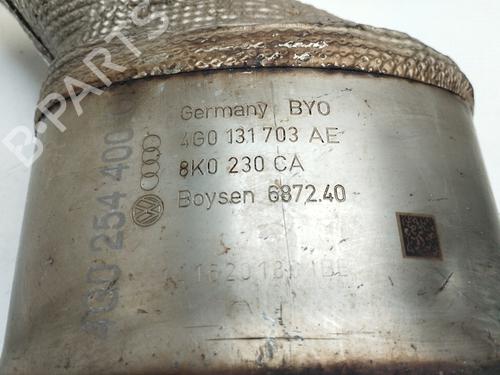 Germany BYO
4G0 131 703 AE
8K0 230 CA
Boysen 6872.40
4G0 254 400
B-PARTS